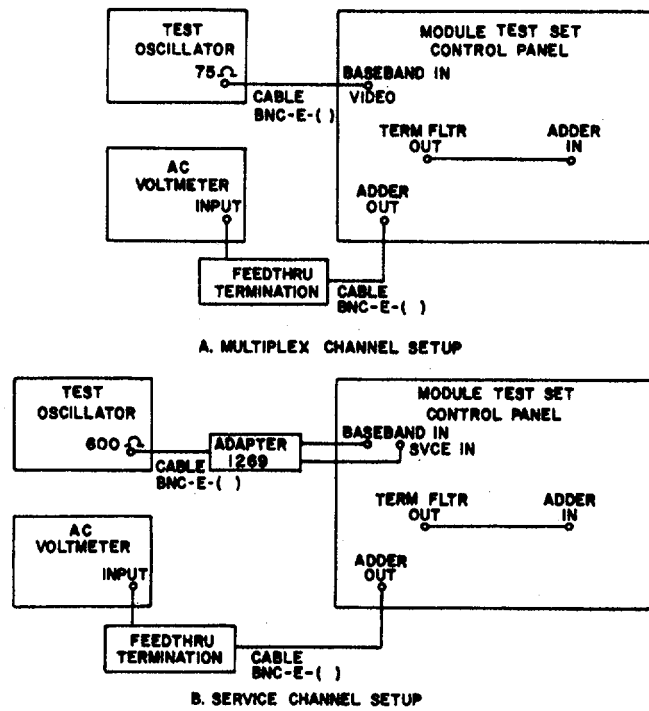 TEST
OSCILLATOR
75Ω
CABLE
BNC-E-( )
MODULE TEST SET
CONTROL PANEL
BASEBAND IN
VIDEO
TERM FLTR
OUT
ADDER
IN
AC
VOLTMETER
INPUT
ADDER
OUT
FEEDTHRU
TERMINATION
CABLE
BNC-E-( )
A. MULTIPLEX CHANNEL SETUP
TEST
OSCILLATOR
600Ω
CABLE
BNC-E-( )
ADAPTER
1269
MODULE TEST SET
CONTROL PANEL
BASEBAND IN
SVCE IN
TERM FLTR
OUT
ADDER
IN
AC
VOLTMETER
INPUT
ADDER
OUT
FEEDTHRU
TERMINATION
CABLE
BNC-E-( )
B. SERVICE CHANNEL SETUP